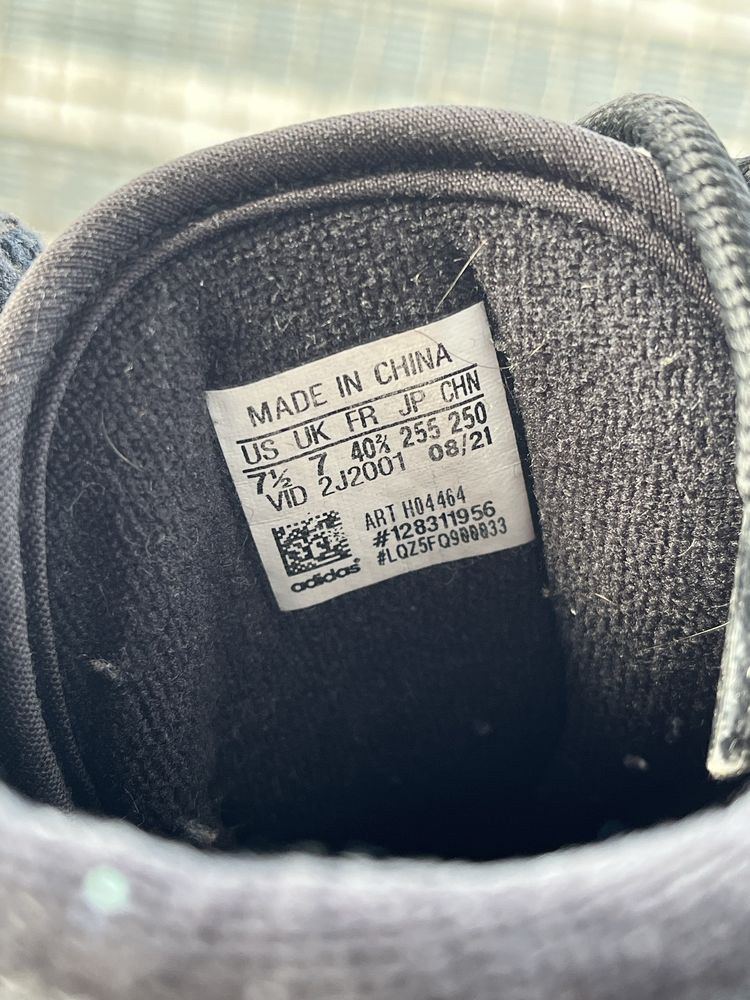 MADE IN CHINA
US UK FR JP CHN
7½ 7 40⅔ 255 250
VID 2J2001 08/21
ART H04464
#128311956
#LQZ5FQ900033
adidas